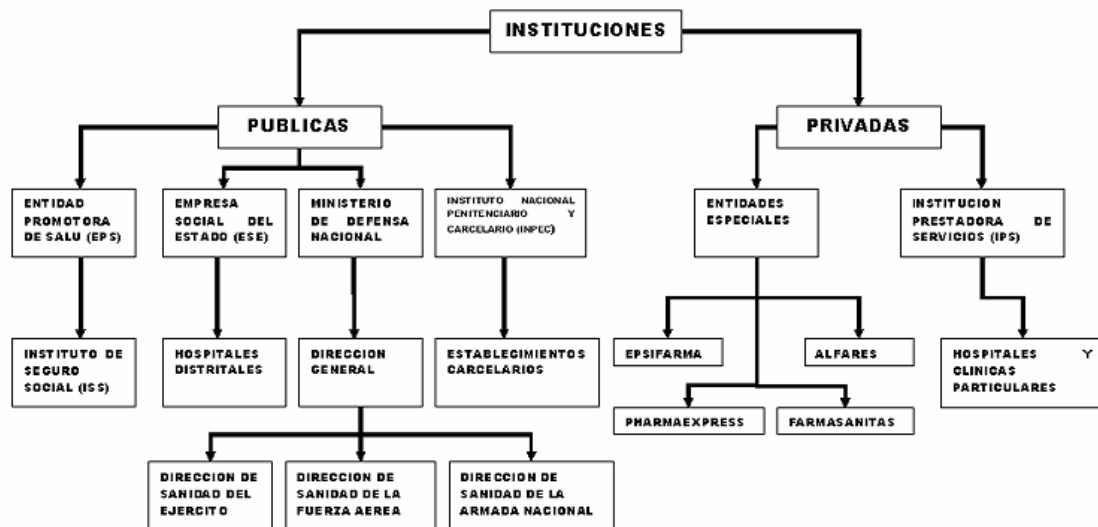 INSTITUCIONES
PUBLICAS
PRIVADAS
ENTIDAD
PROMOTORA
DE SALU (EPS)
EMPRESA
SOCIAL DEL
ESTADO (ESE)
MINISTERIO
DE DEFENSA
NACIONAL
INSTITUTO NACIONAL
PENITENCIARIO Y
CARCELARIO (INPEC)
ENTIDADES
ESPECIALES
INSTITUCION
PRESTADORA DE
SERVICIOS (IPS)
INSTITUTO DE
SEGURO
SOCIAL (ISS)
HOSPITALES
DISTRITALES
DIRECCION
GENERAL
ESTABLECIMIENTOS
CARCELARIOS
EPSIFARMA
ALFARES
HOSPITALES Y
CLINICAS
PARTICULARES
PHARMAEXPRESS
FARMASANITAS
DIRECCION DE
SANIDAD DEL
EJERCITO
DIRECCION DE
SANIDAD DE LA
FUERZA AEREA
DIRECCION DE
SANIDAD DE LA
ARMADA NACIONAL